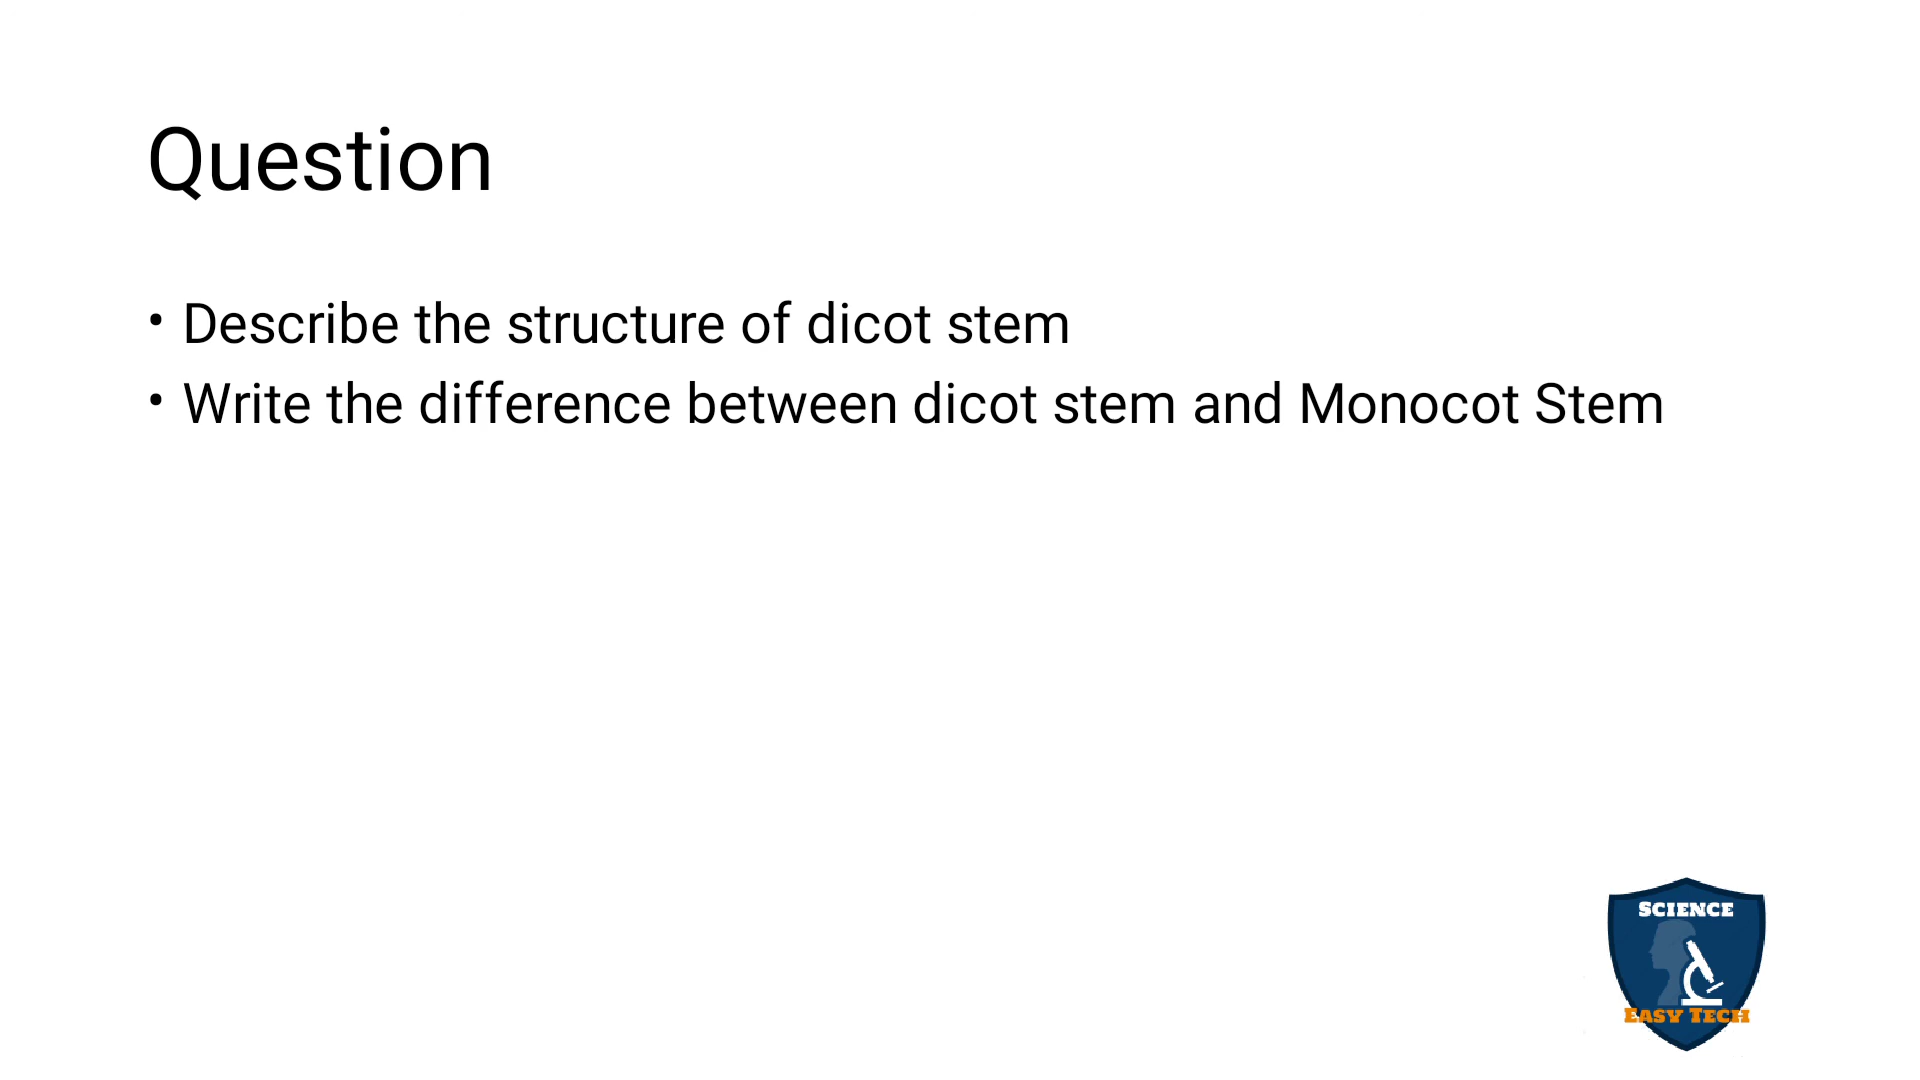 Question
• Describe the structure of dicot stem
• Write the difference between dicot stem and Monocot Stem
SCIENCE
EASY TECH